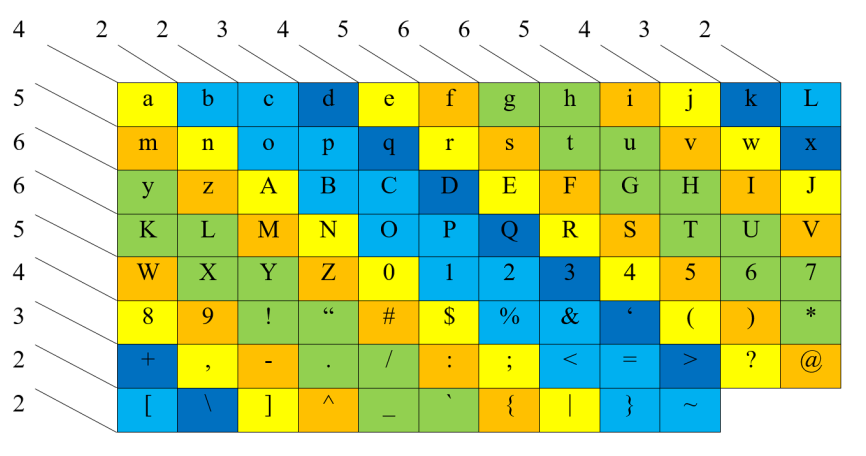 4 2 2 3 4 5 6 6 5 4 3 2
5 a b c d e f g h i j k L
6 m n o p q r s t u v w x
6 y z A B C D E F G H I J
5 K L M N O P Q R S T U V
4 W X Y Z 0 1 2 3 4 5 6 7
3 8 9 ! “ # $ % & ‘ ( ) *
2 + , - . / : ; < = > ? @
2 [ \ ] ^ _ ` { | } ~